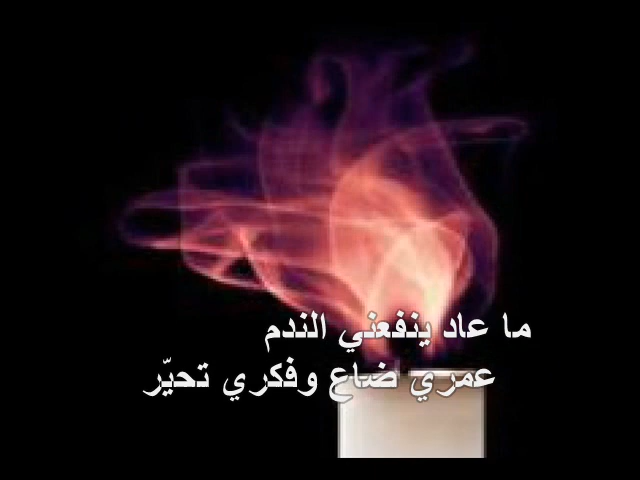 ما عاد ينفعني الندم
عمري ضاع وفكري تحيّر